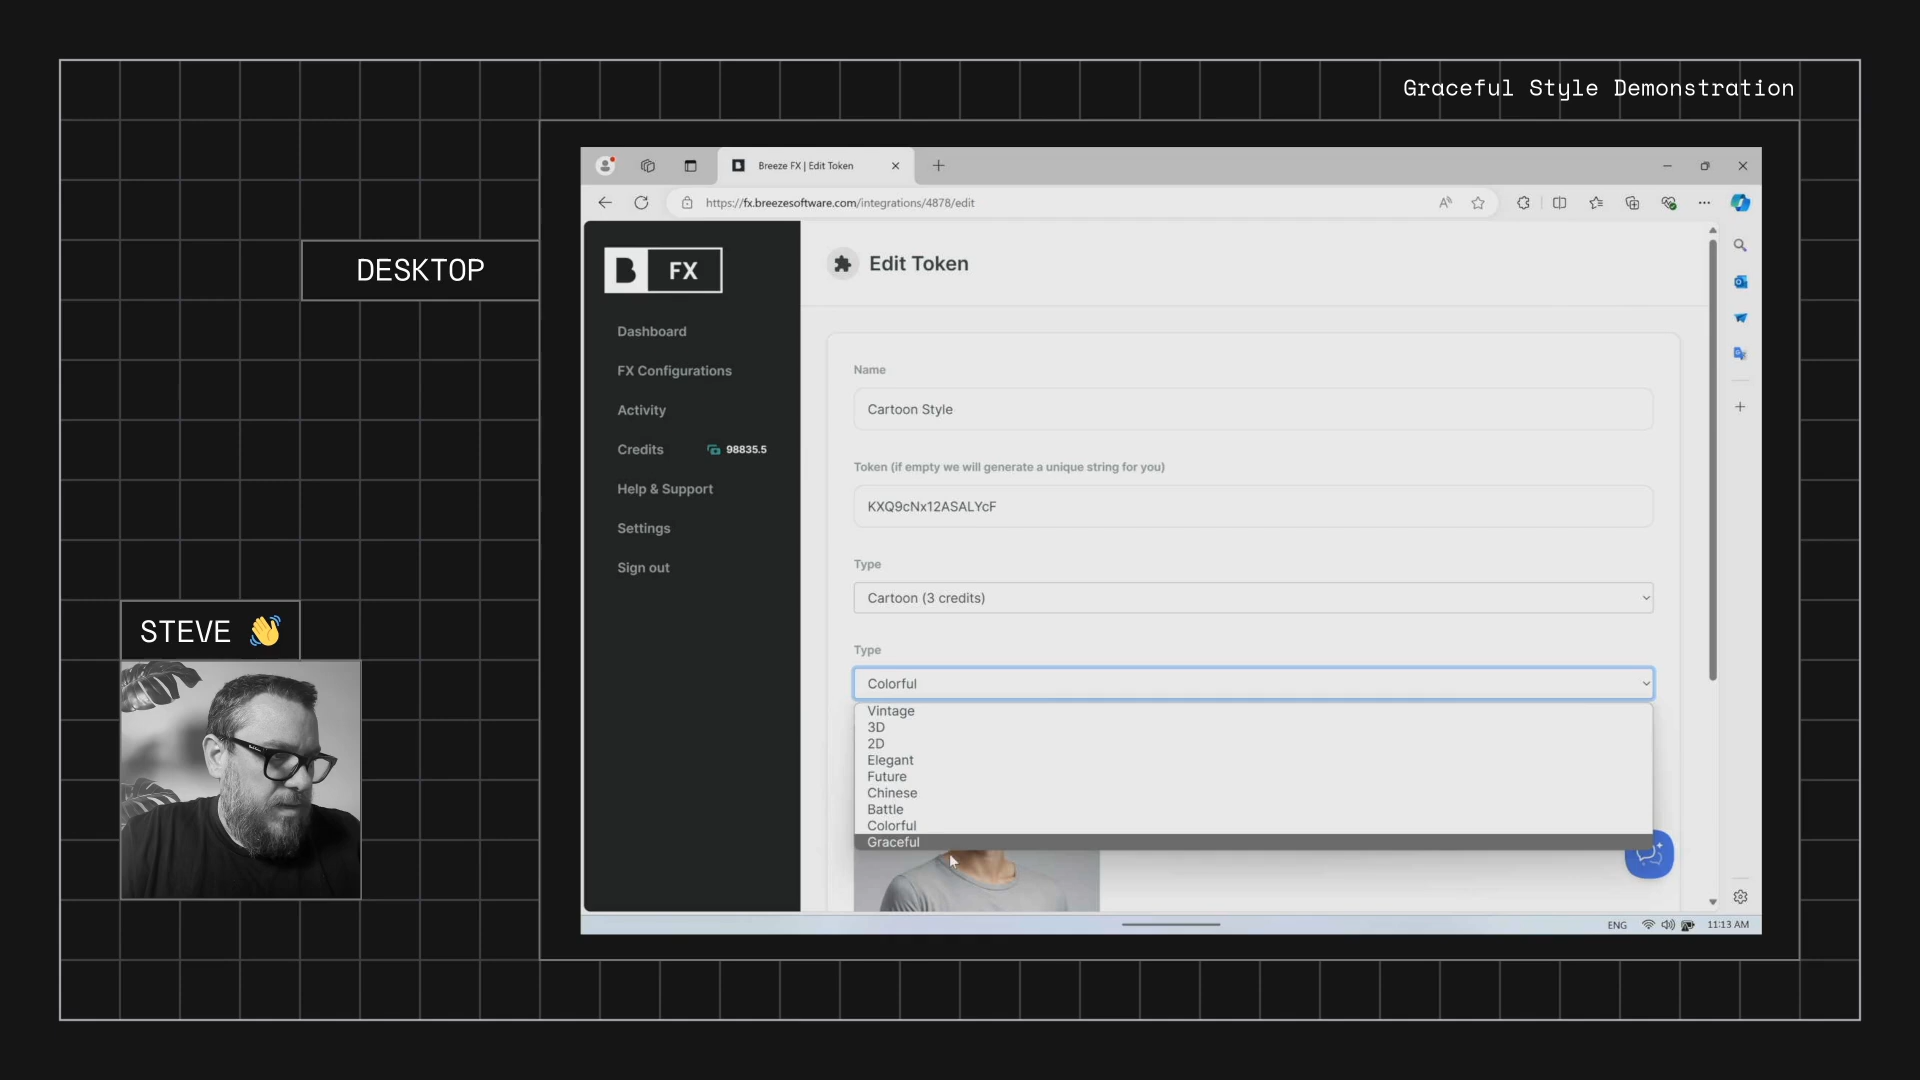 Graceful Style Demonstration
DESKTOP
STEVE 👋
Breeze FX | Edit Token
https://fx.breezesoftware.com/integrations/4878/edit
B FX
Dashboard
FX Configurations
Activity
Credits 98835.5
Help & Support
Settings
Sign out
Edit Token
Name
Cartoon Style
Token (if empty we will generate a unique string for you)
KXQ9cNx12ASALYcF
Type
Cartoon (3 credits)
Type
Colorful
Vintage
3D
2D
Elegant
Future
Chinese
Battle
Colorful
Graceful
ENG 11:13 AM